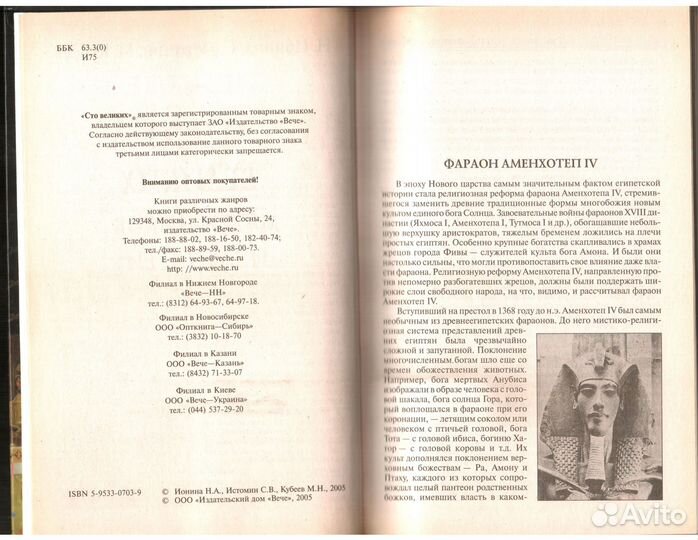 ББК 63.3(0)
И75
«Сто великих»® является зарегистрированным товарным знаком,
владельцем которого выступает ЗАО «Издательство «Вече».
Согласно действующему законодательству, без согласования
с издательством использование данного товарного знака
третьими лицами категорически запрещается.
Вниманию оптовых покупателей!
Книги различных жанров
можно приобрести по адресу:
129348, Москва, ул. Красной Сосны, 24,
издательство «Вече».
Телефоны: 188-88-02, 188-16-50, 182-40-74;
тел./факс: 188-89-59, 188-00-73.
E-mail: veche@veche.ru
http: //www.veche.ru
Филиал в Нижнем Новгороде
«Вече—НН»
тел.: (8312) 64-93-67, 64-97-18.
Филиал в Новосибирске
ООО «Опткнига—Сибирь»
тел.: (3832) 10-18-70
Филиал в Казани
ООО «Вече—Казань»
тел.: (8432) 71-33-07
Филиал в Киеве
ООО «Вече—Украина»
тел.: (044) 537-29-20
ISBN 5-9533-0703-9
© Ионина Н.А., Истомин С.В., Кубеев М.Н., 2005
© ООО «Издательский дом «Вече», 2005
ФАРАОН АМЕНХОТЕП IV
В эпоху Нового царства самым значительным фактом египетской
истории стала религиозная реформа фараона Аменхотепа IV, стремив-
шегося заменить древние традиционные формы многобожия новым
культом единого бога Солнца. Завоевательные войны фараонов XVIII ди-
настии (Яхмоса I, Аменхотепа I, Тутмоса I и др.), обогащавшие неболь-
шую верхушку аристократов, тяжелым бременем ложились на плечи
простых египтян. Особенно крупные богатства скапливались в храмах
жрецов города Фивы — служителей культа бога Амона. И были они
настолько сильны, что могли противопоставить свое влияние даже вла-
сти фараона. Религиозную реформу Аменхотепа IV, направленную про-
тив непомерно разбогатевших жрецов, должны были поддержать ши-
рокие слои свободного народа, на что, видимо, и рассчитывал фараон
Аменхотеп IV.
Вступивший на престол в 1368 году до н.э. Аменхотеп IV был самым
необычным из древнеегипетских фараонов. До него мистико-религи-
озная система представлений древ-
них египтян была чрезвычайно
сложной и запутанной. Поклонение
многочисленным богам шло еще со
времен обожествления животных.
Например, бога мертвых Анубиса
изображали в образе человека с го-
ловой шакала, бога солнца Гора, кото-
рый воплощался в фараоне при его
коронации, — летящим соколом или
человеком с птичьей головой, бога
Тота — с головой ибиса, богиню Ха-
тор — с головой коровы и т.д. Их
культ дополнялся поклонением вер-
ховным божествам — Ра, Амону и
Птаху, каждого из которых сопро-
вождал целый пантеон родственных
божков, имевших власть в каком-
Avito